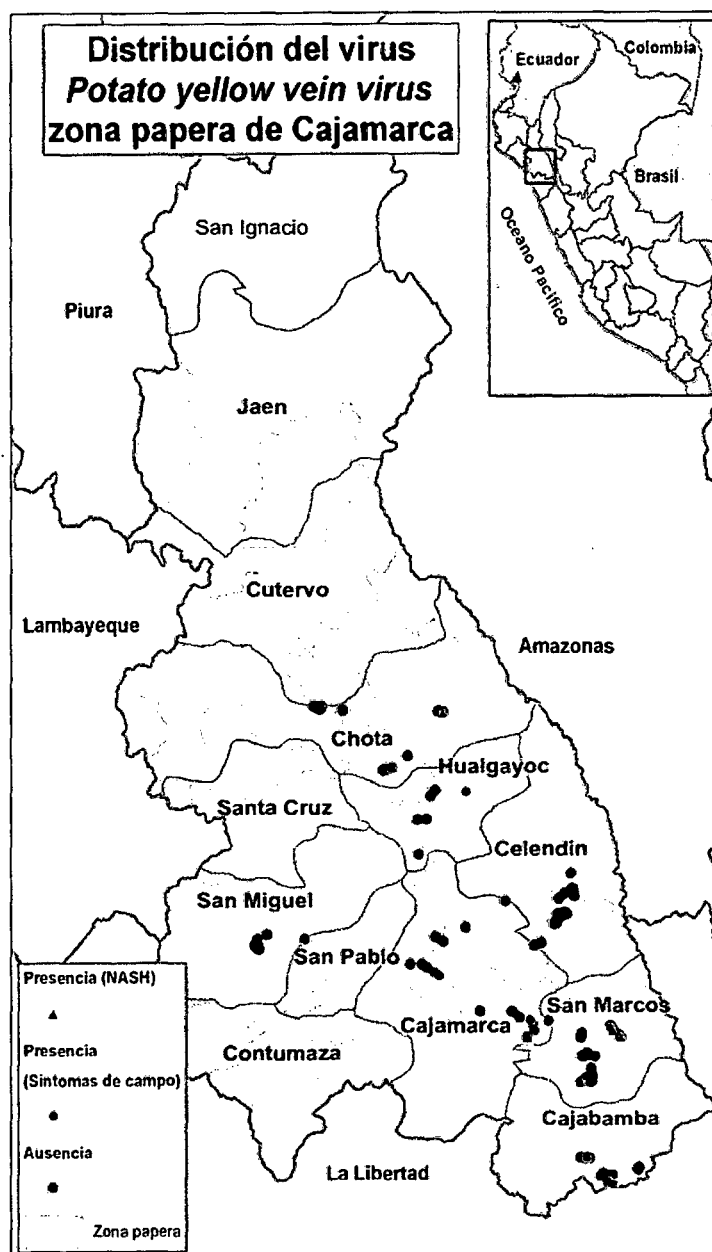 Distribución del virus
Potato yellow vein virus
zona papera de Cajamarca
Ecuador
Colombia
Brasil
Oceano Pacifico
San Ignacio
Piura
Jaen
Cutervo
Lambayeque
Amazonas
Chota
Hualgayoc
Santa Cruz
Celendín
San Miguel
San Pablo
San Marcos
Cajamarca
Contumaza
Cajabamba
La Libertad
Presencia (NASH)
Presencia
(Sintomas de campo)
Ausencia
Zona papera